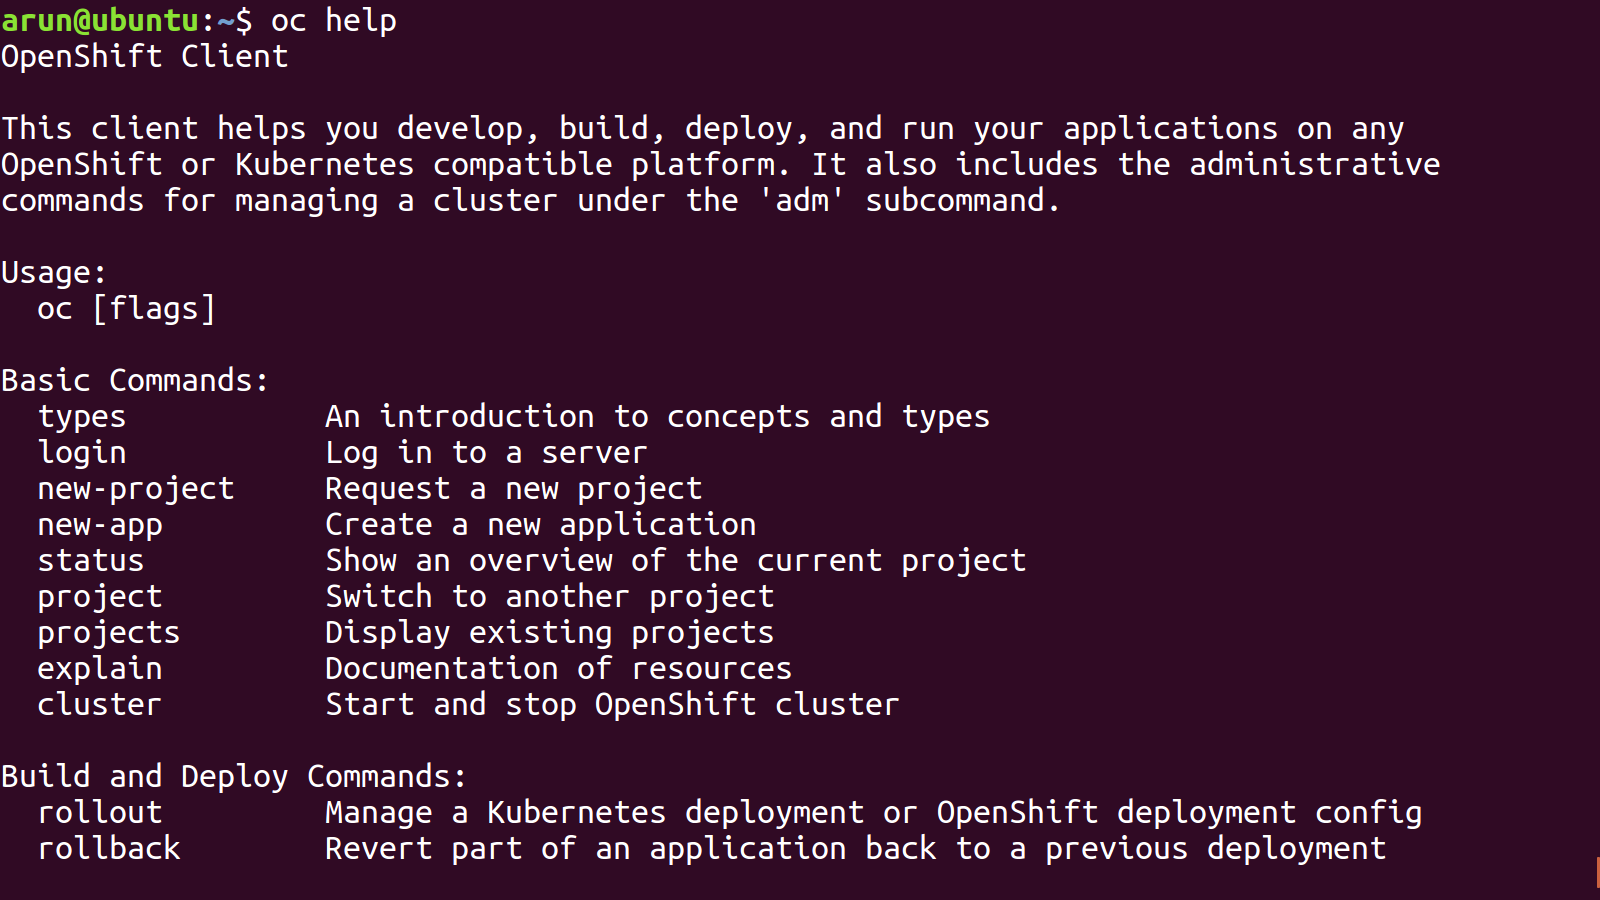 arun@ubuntu:~$ oc help
OpenShift Client

This client helps you develop, build, deploy, and run your applications on any
OpenShift or Kubernetes compatible platform. It also includes the administrative
commands for managing a cluster under the 'adm' subcommand.

Usage:
  oc [flags]

Basic Commands:
  types           An introduction to concepts and types
  login           Log in to a server
  new-project     Request a new project
  new-app         Create a new application
  status          Show an overview of the current project
  project         Switch to another project
  projects        Display existing projects
  explain         Documentation of resources
  cluster         Start and stop OpenShift cluster

Build and Deploy Commands:
  rollout         Manage a Kubernetes deployment or OpenShift deployment config
  rollback        Revert part of an application back to a previous deployment